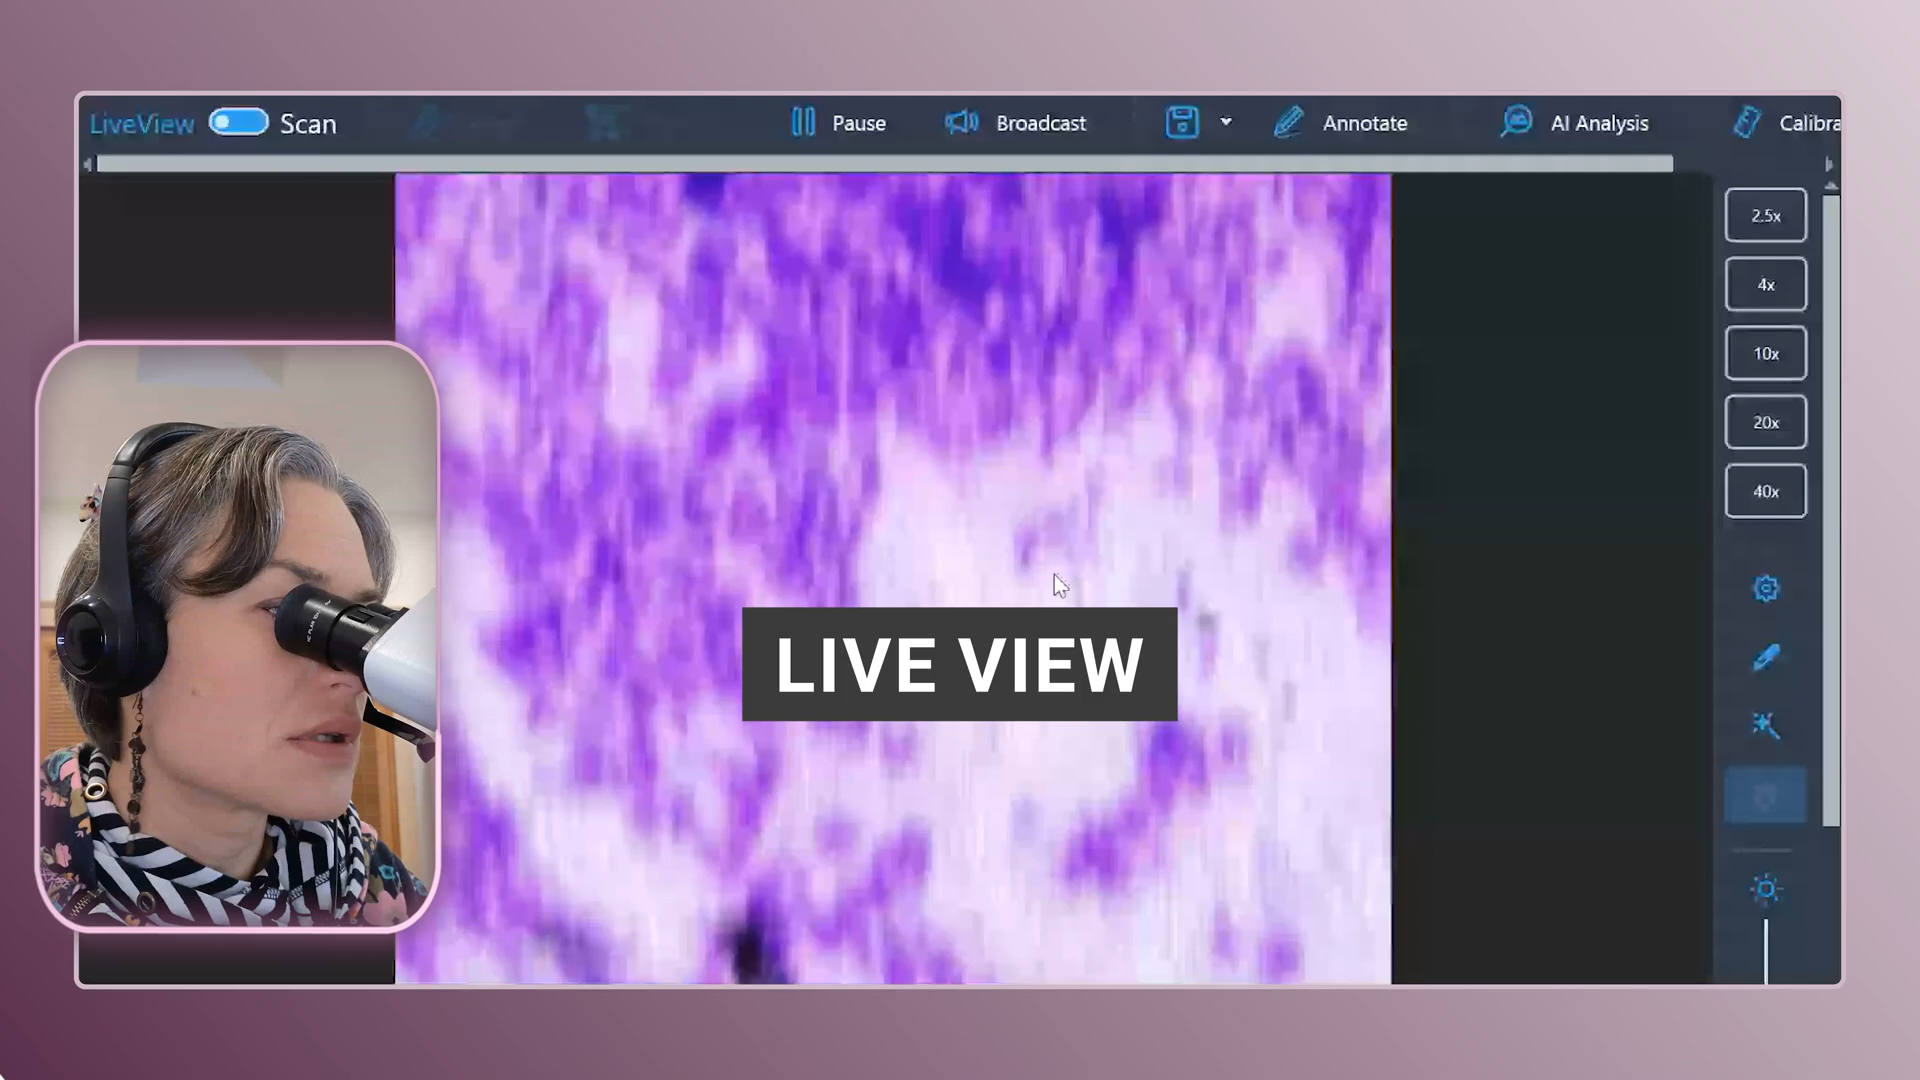 LiveView Scan Pause Broadcast Annotate AI Analysis Calibra
2.5x
4x
10x
20x
40x
LIVE VIEW